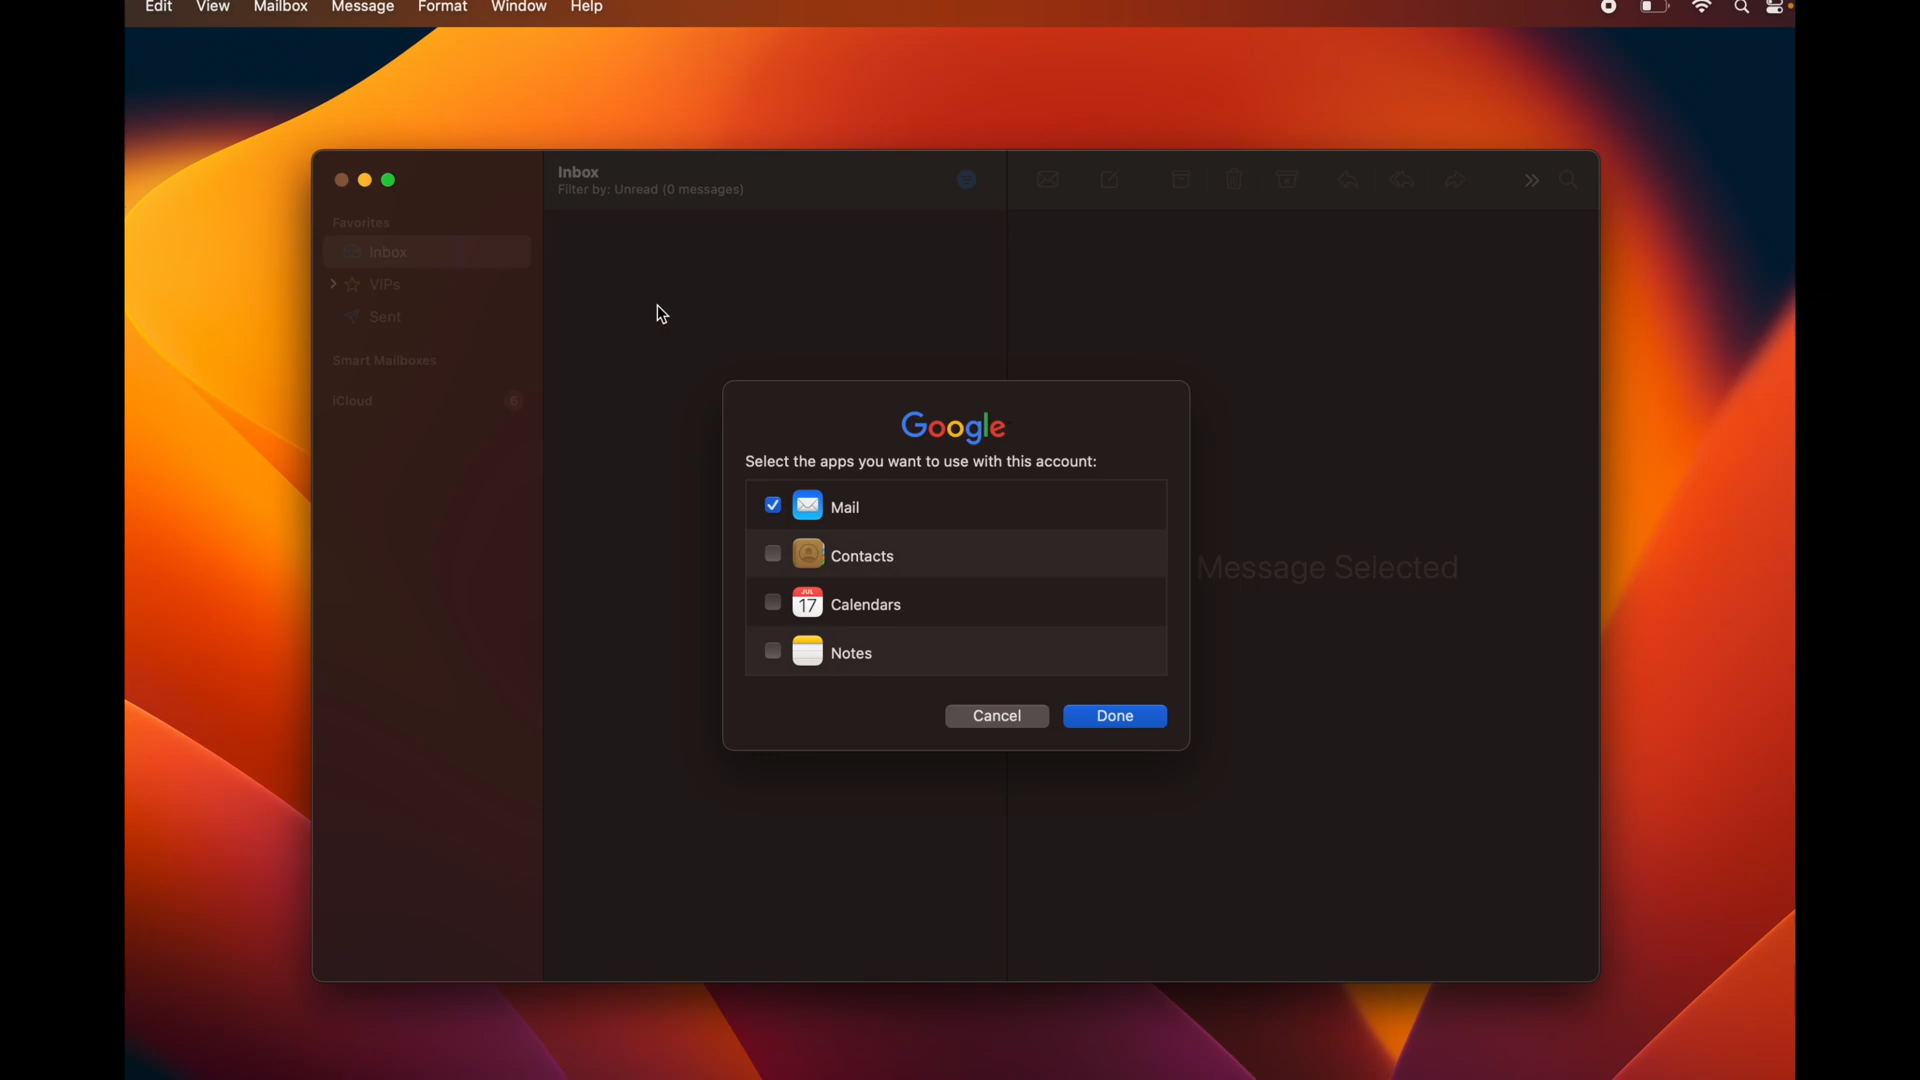 Edit View Mailbox Message Format Window Help
Inbox
Filter by: Unread (0 messages)
Favorites
Inbox
VIPs
Sent
Smart Mailboxes
iCloud 6
Google
Select the apps you want to use with this account:
Mail
Contacts
JUL
17
Calendars
Notes
Cancel Done
Message Selected